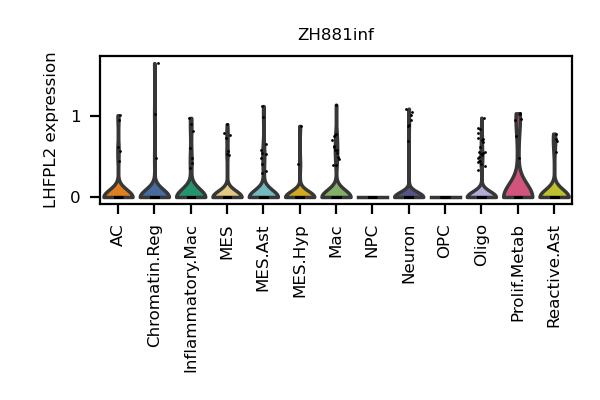 ZH881inf
LHFPL2 expression
1
0
AC
Chromatin.Reg
Inflammatory.Mac
MES
MES.Ast
MES.Hyp
Mac
NPC
Neuron
OPC
Oligo
Prolif.Metab
Reactive.Ast